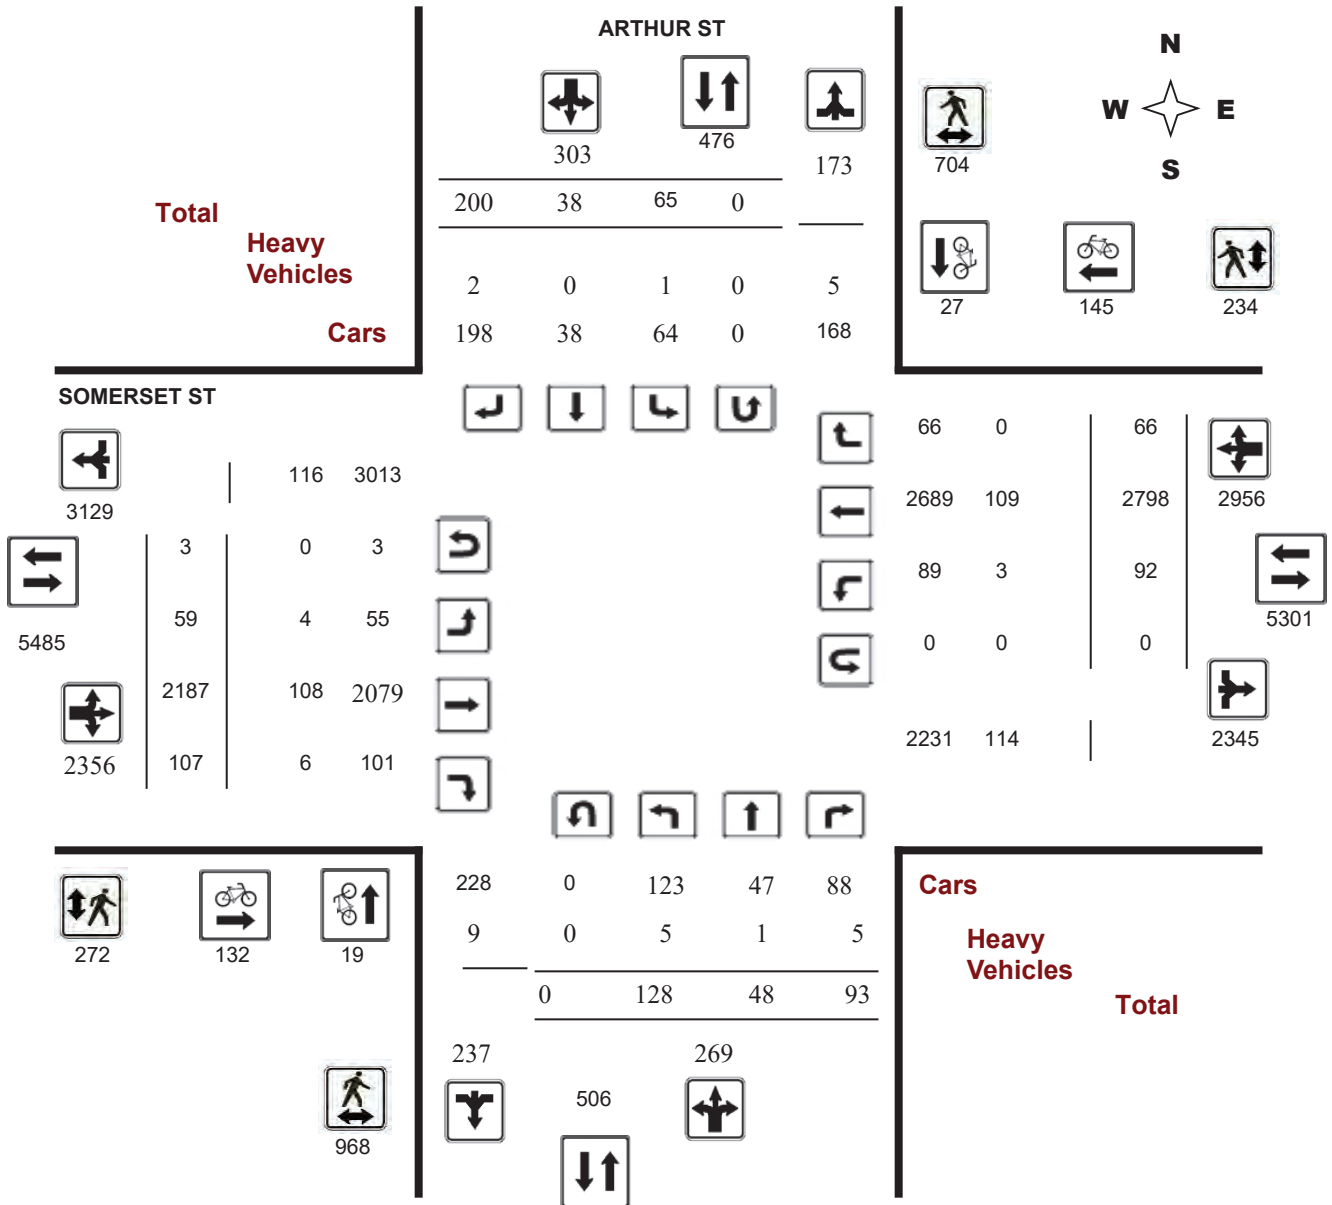 ARTHUR ST
N
W E
S
303
476
173
704
200 38 65 0
Total
Heavy
Vehicles
2 0 1 0 5
27 145 234
Cars
198 38 64 0 168
SOMERSET ST
66 0 66
116 3013
3129
2689 109 2798 2956
3 0 3
89 3 92
5301
59 4 55
5485
0 0 0
2187 108 2079
2231 114 2345
2356 107 6 101
228 0 123 47 88
Cars
272 132 19
9 0 5 1 5
Heavy
Vehicles
0 128 48 93
Total
237 269
506
968